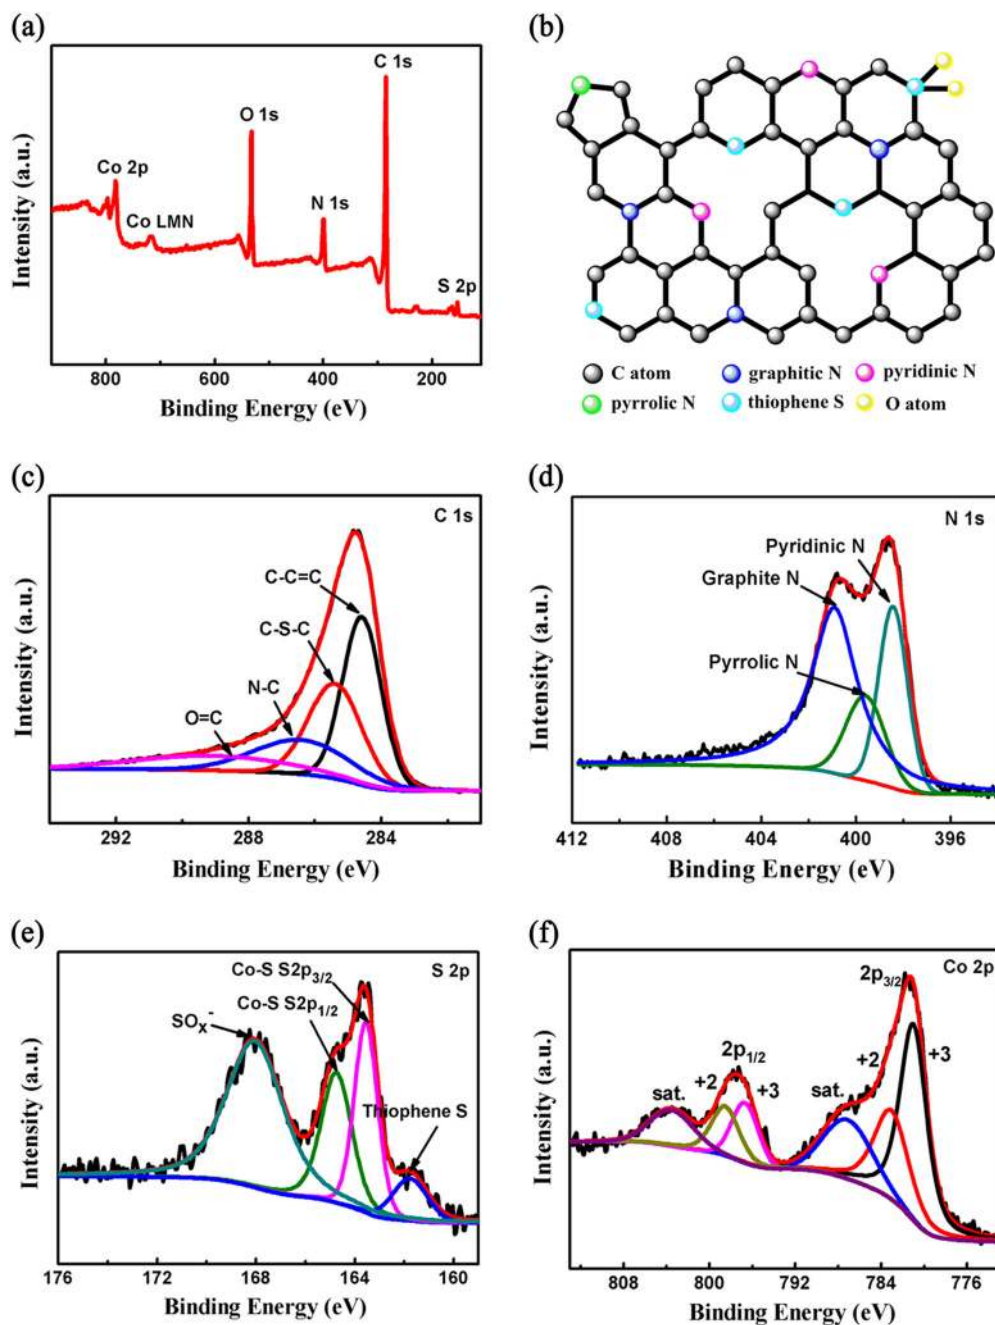 (a)
C 1s
O 1s
Co 2p
N 1s
Co LMN
S 2p
Intensity (a.u.)
800 600 400 200
Binding Energy (eV)
(b)
C atom graphitic N pyridinic N
pyrrolic N thiophene S O atom
(c)
C 1s
C-C=C
C-S-C
N-C
O=C
Intensity (a.u.)
292 288 284
Binding Energy (eV)
(d)
N 1s
Pyridinic N
Graphite N
Pyrrolic N
Intensity (a.u.)
412 408 404 400 396
Binding Energy (eV)
(e)
S 2p
Co-S S2p3/2
Co-S S2p1/2
SOx-
Thiophene S
Intensity (a.u.)
176 172 168 164 160
Binding Energy (eV)
(f)
Co 2p
2p3/2
+2 +3
2p1/2
sat. +2 +3 sat.
Intensity (a.u.)
808 800 792 784 776
Binding Energy (eV)